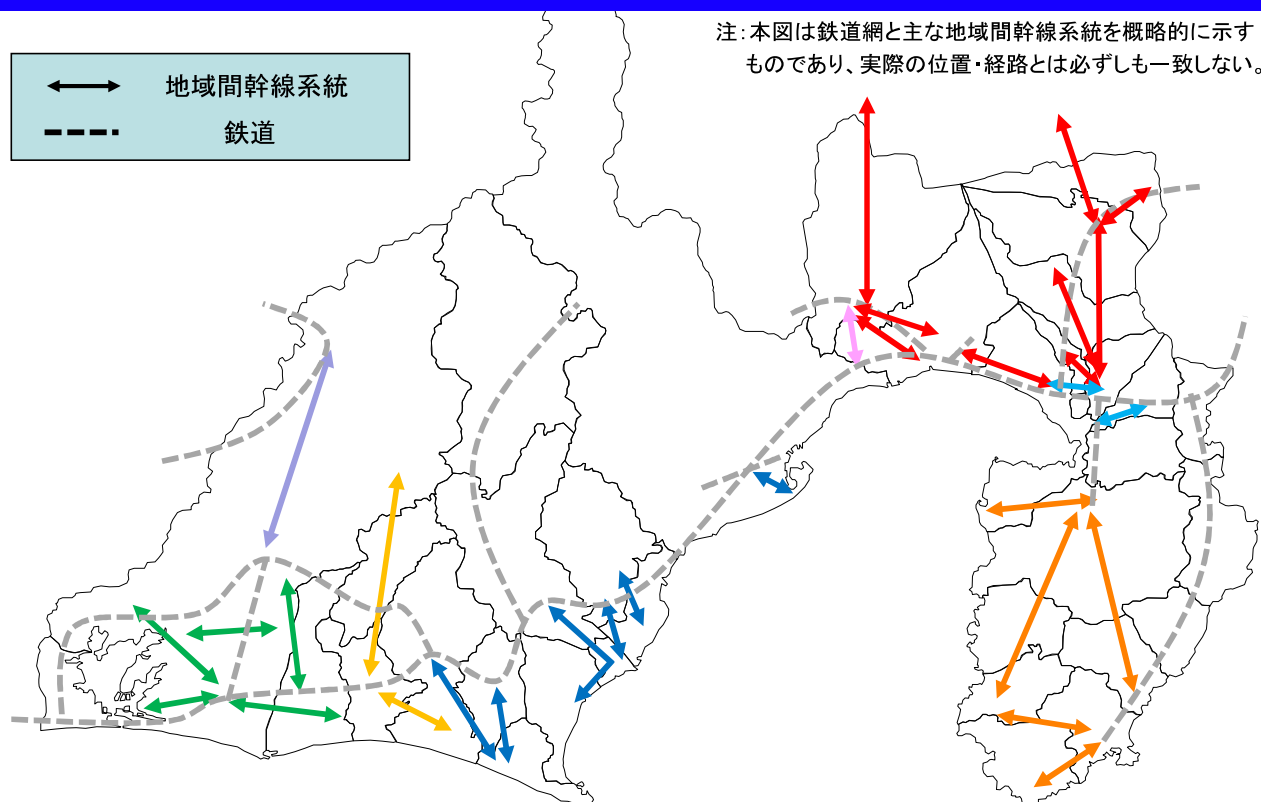 注：本図は鉄道網と主な地域間幹線系統を概略的に示す
ものであり、実際の位置・経路とは必ずしも一致しない。
地域間幹線系統
鉄道